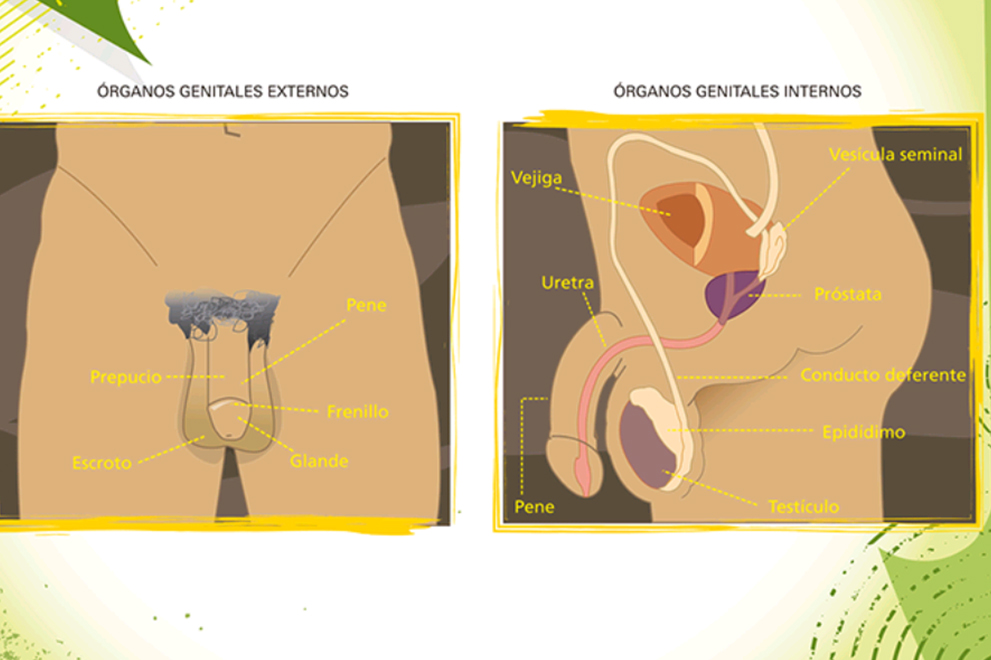 ÓRGANOS GENITALES EXTERNOS
Pene
Prepucio
Frenillo
Escroto
Glande
ÓRGANOS GENITALES INTERNOS
Vesícula seminal
Vejiga
Uretra
Próstata
Conducto deferente
Epidídimo
Pene
Testículo